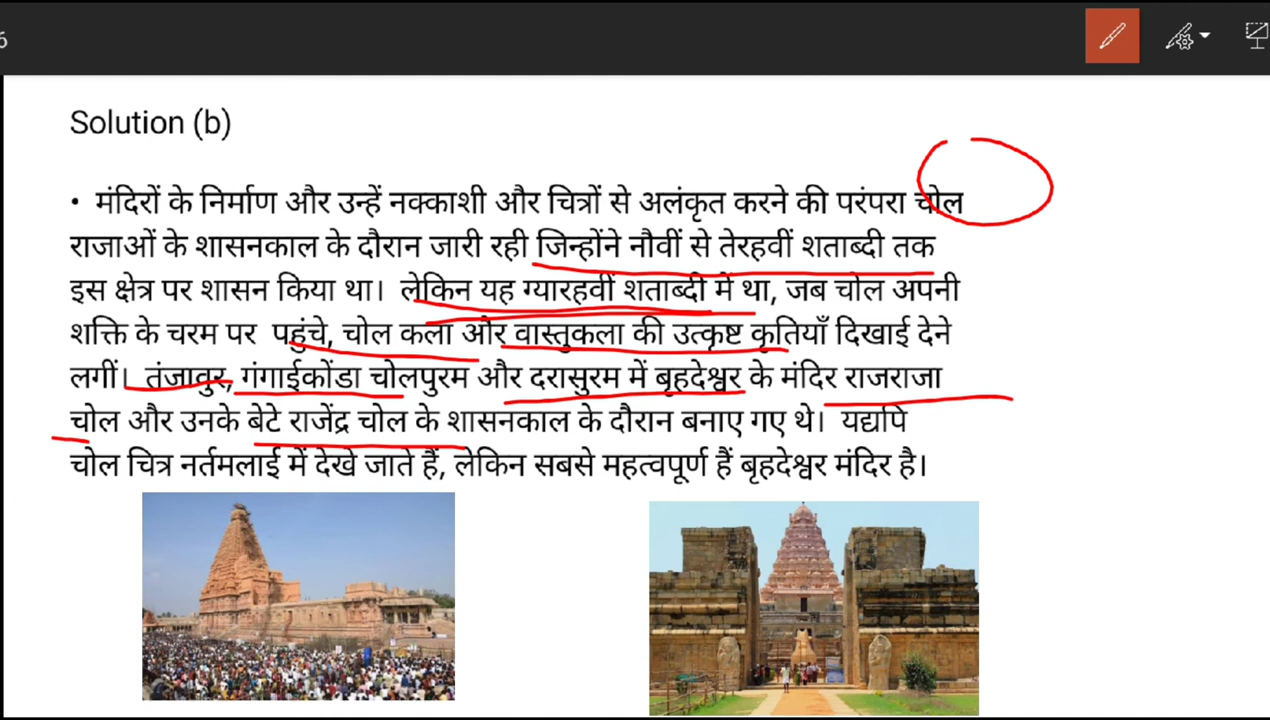 6
Solution (b)
• मंदिरों के निर्माण और उन्हें नक्काशी और चित्रों से अलंकृत करने की परंपरा चोल
राजाओं के शासनकाल के दौरान जारी रही जिन्होंने नौवीं से तेरहवीं शताब्दी तक
इस क्षेत्र पर शासन किया था। लेकिन यह ग्यारहवीं शताब्दी में था, जब चोल अपनी
शक्ति के चरम पर पहुंचे, चोल कला और वास्तुकला की उत्कृष्ट कृतियाँ दिखाई देने
लगीं। तंजावुर, गंगाईकोंडा चोलपुरम और दरासुरम में बृहदेश्वर के मंदिर राजराजा
चोल और उनके बेटे राजेंद्र चोल के शासनकाल के दौरान बनाए गए थे। यद्यपि
चोल चित्र नर्तमलाई में देखे जाते हैं, लेकिन सबसे महत्वपूर्ण हैं बृहदेश्वर मंदिर है।